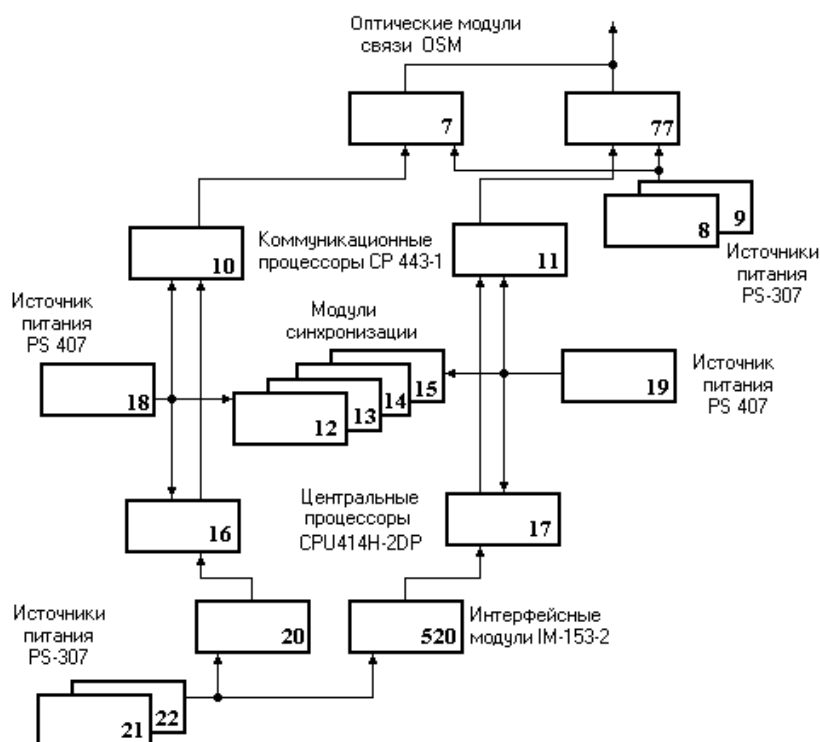 Оптические модули
связи OSM
7
77
8
9
Источники
питания
PS-307
10
Коммуникационные
процессоры CP 443-1
11
Источник
питания
PS 407
18
Модули
синхронизации
12
13
14
15
19
Источник
питания
PS 407
16
Центральные
процессоры
CPU414H-2DP
17
Источники
питания
PS-307
20
520
Интерфейсные
модули IM-153-2
21
22